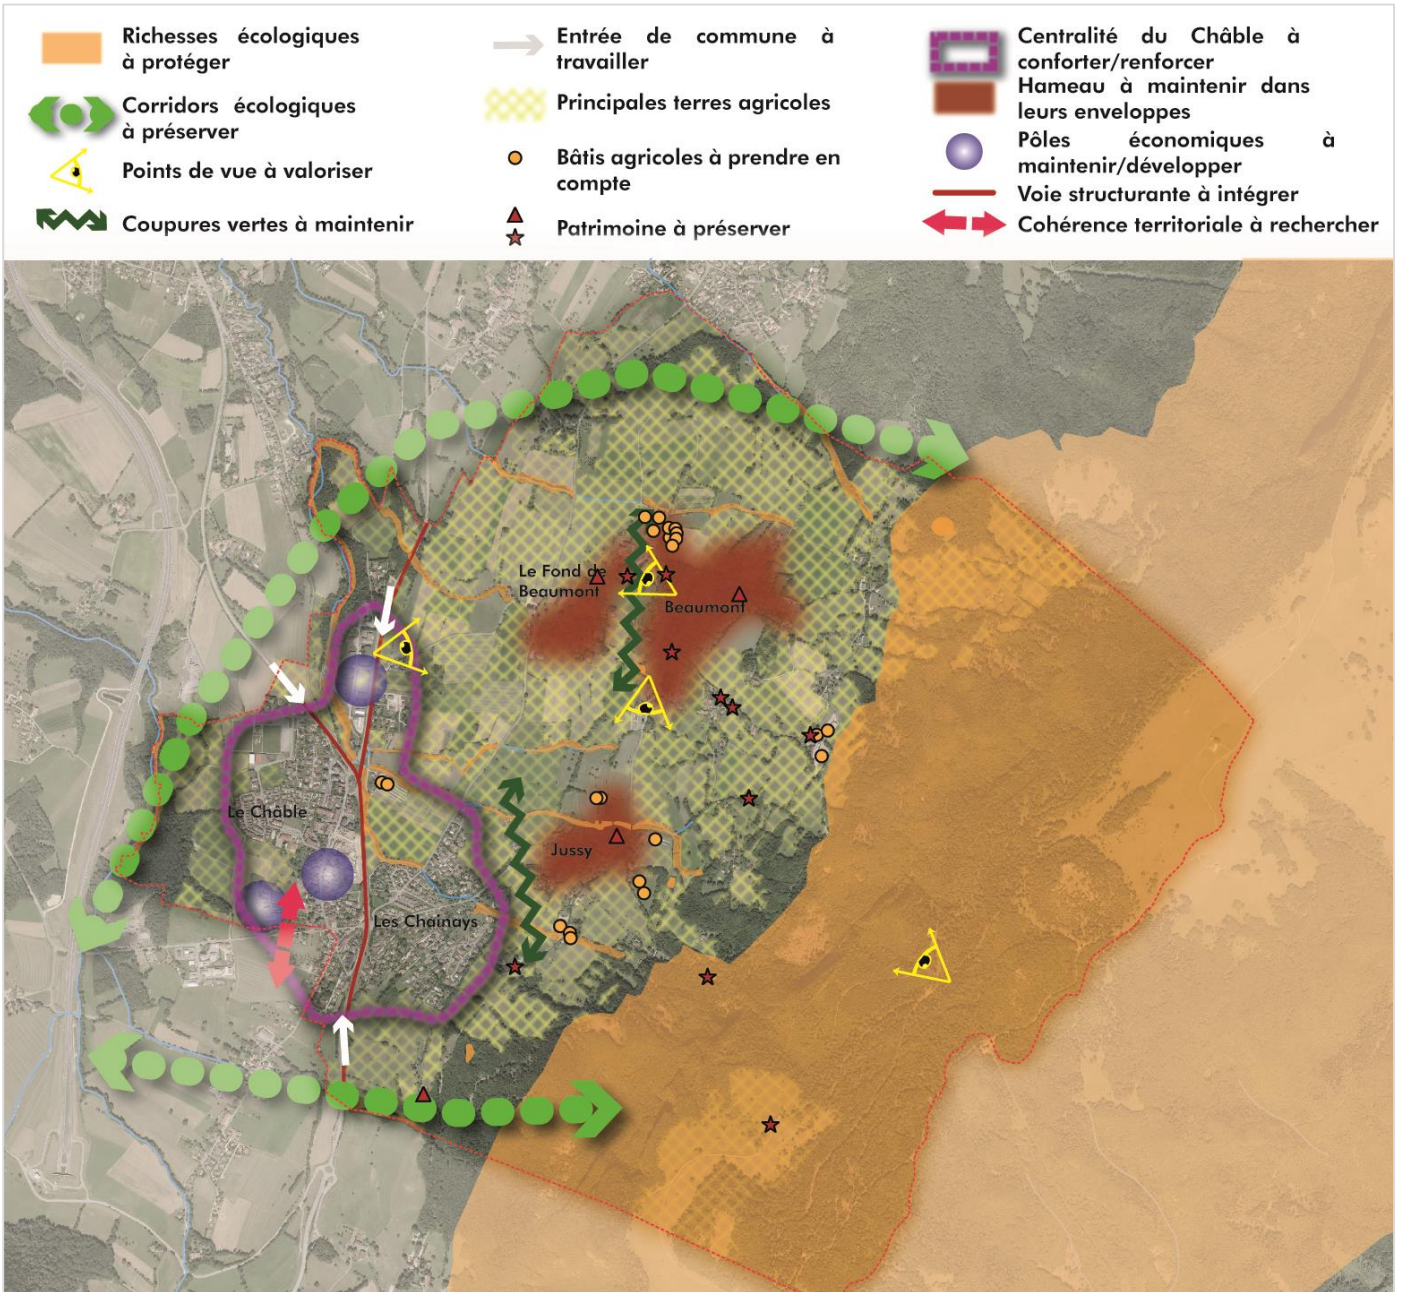 Richesses écologiques
à protéger
Corridors écologiques
à préserver
Points de vue à valoriser
Coupures vertes à maintenir
Entrée de commune à
travailler
Principales terres agricoles
Bâtis agricoles à prendre en
compte
Patrimoine à préserver
Centralité du Châble à
conforter/renforcer
Hameau à maintenir dans
leurs enveloppes
Pôles économiques à
maintenir/développer
Voie structurante à intégrer
Cohérence territoriale à rechercher
Le Fond de
Beaumont
Beaumont
Le Châble
Jussy
Les Chainays